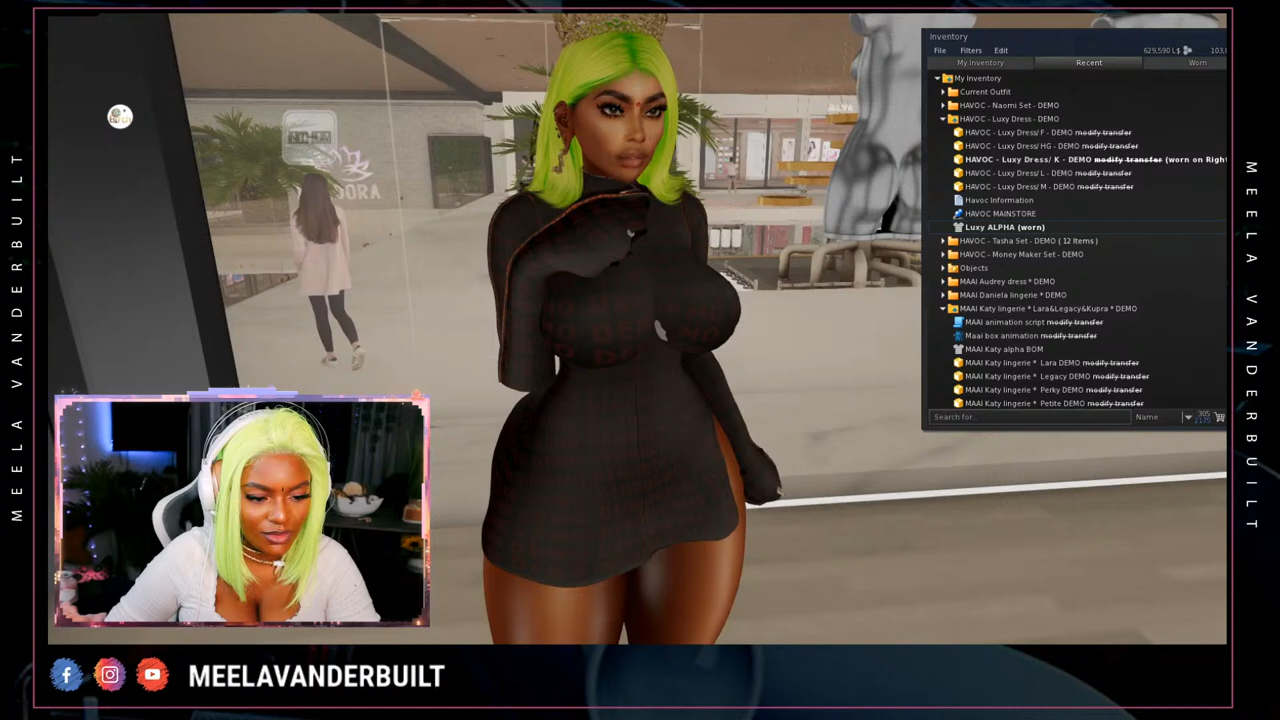 Inventory
File Filters Edit 629,590 L$ 103,
My Inventory Recent Worn
My Inventory
Current Outfit
HAVOC - Naomi Set - DEMO
HAVOC - Luxy Dress - DEMO
HAVOC - Luxy Dress/ F - DEMO modify transfer
HAVOC - Luxy Dress/ HG - DEMO modify transfer
HAVOC - Luxy Dress/ K - DEMO modify transfer (worn on Right
HAVOC - Luxy Dress/ L - DEMO modify transfer
HAVOC - Luxy Dress/ M - DEMO modify transfer
Havoc Information
HAVOC MAINSTORE
Luxy ALPHA (worn)
HAVOC - Tasha Set - DEMO ( 12 Items )
HAVOC - Money Maker Set - DEMO
Objects
MAAI Audrey dress * DEMO
MAAI Daniela lingerie * DEMO
MAAI Katy lingerie * Lara&Legacy&Kupra * DEMO
MAAI animation script modify transfer
Maai box animation modify transfer
MAAI Katy alpha BOM
MAAI Katy lingerie * Lara DEMO modify transfer
MAAI Katy lingerie * Legacy DEMO modify transfer
MAAI Katy lingerie * Perky DEMO modify transfer
MAAI Katy lingerie * Petite DEMO modify transfer
Search for... Name 305
2175
MEELA VANDERBUILT
MEELA VANDERBUILT
MEELAVANDERBUILT